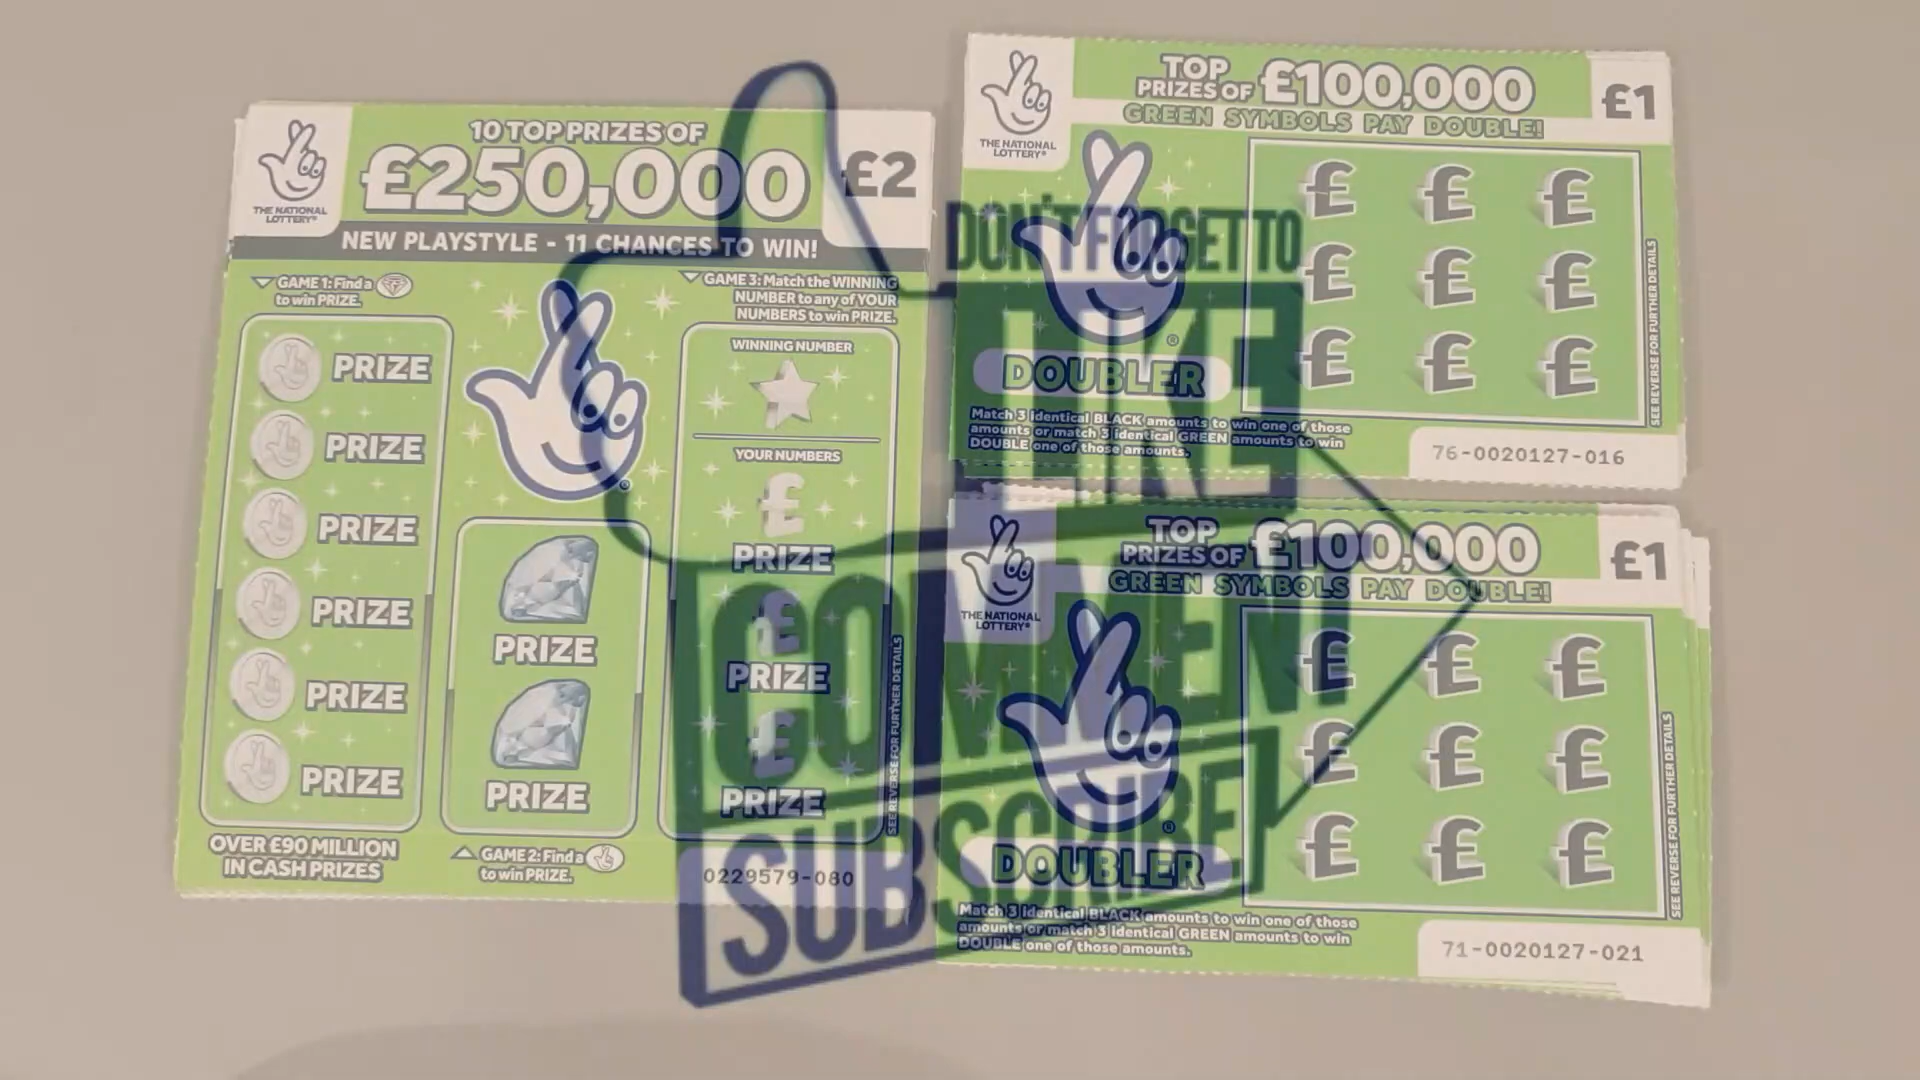 THE NATIONAL
LOTTERY®
10 TOP PRIZES OF
£250,000
£2
NEW PLAYSTYLE - 11 CHANCES TO WIN!
GAME 1: Find a
to win PRIZE.
PRIZE
PRIZE
PRIZE
PRIZE
PRIZE
PRIZE
OVER £90 MILLION
IN CASH PRIZES
®
PRIZE
PRIZE
GAME 2: Find a
to win PRIZE.
GAME 3: Match the WINNING
NUMBER to any of YOUR
NUMBERS to win PRIZE.
WINNING NUMBER
YOUR NUMBERS
£
PRIZE
£
PRIZE
£
PRIZE
SEE REVERSE FOR FURTHER DETAILS
0229579-080
THE NATIONAL
LOTTERY®
TOP
PRIZES OF £100,000
GREEN SYMBOLS PAY DOUBLE!
£1
®
DOUBLER
Match 3 identical BLACK amounts to win one of those
amounts or match 3 identical GREEN amounts to win
DOUBLE one of those amounts.
£ £ £
£ £ £
£ £ £
SEE REVERSE FOR FURTHER DETAILS
76-0020127-016
THE NATIONAL
LOTTERY®
TOP
PRIZES OF £100,000
GREEN SYMBOLS PAY DOUBLE!
£1
®
DOUBLER
Match 3 identical BLACK amounts to win one of those
amounts or match 3 identical GREEN amounts to win
DOUBLE one of those amounts.
£ £ £
£ £ £
£ £ £
SEE REVERSE FOR FURTHER DETAILS
71-0020127-021
DON'T FORGET TO
LIKE
COMMENT
SUBSCRIBE